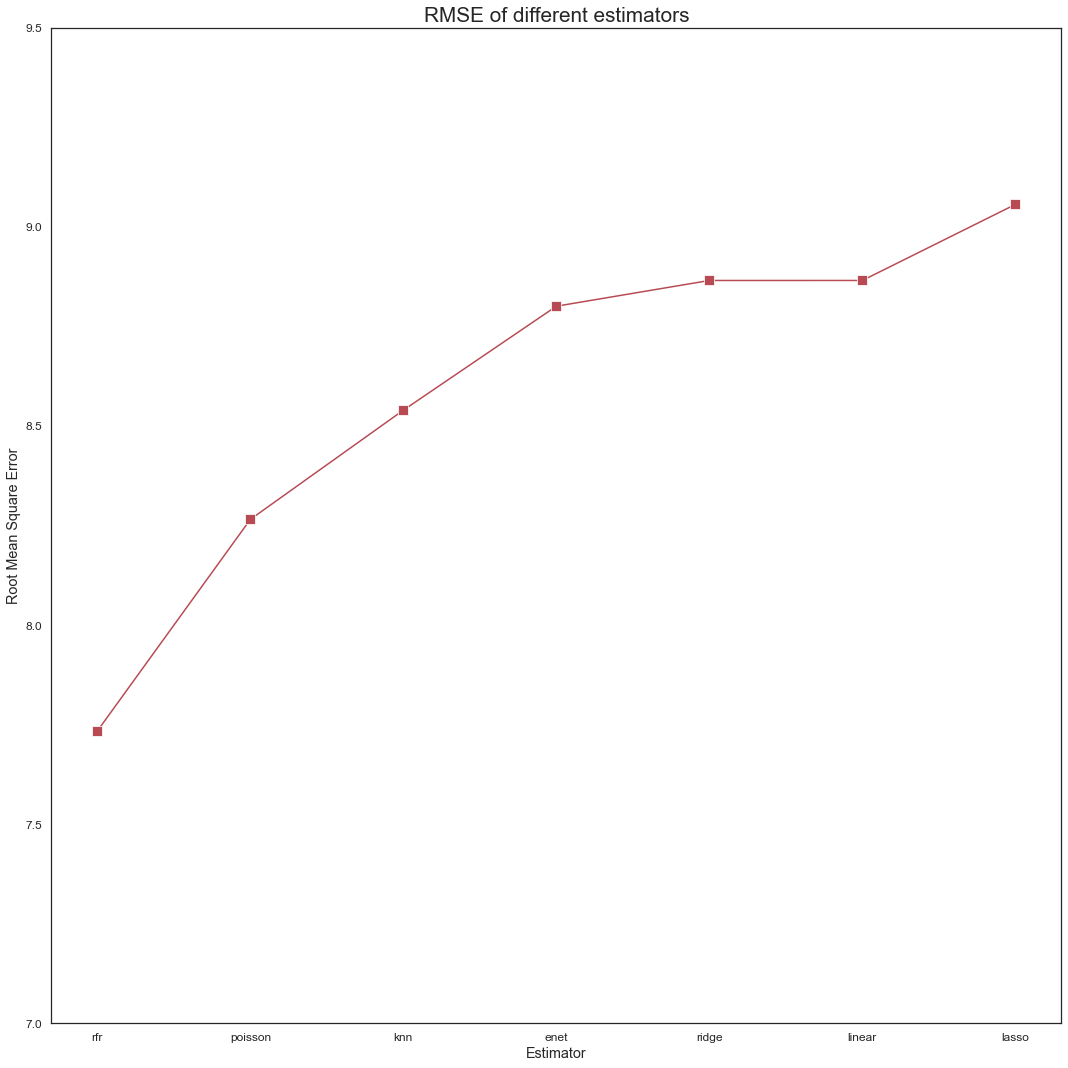 RMSE of different estimators
9.5
9.0
8.5
8.0
7.5
7.0
Root Mean Square Error
rfr poisson knn enet ridge linear lasso
Estimator